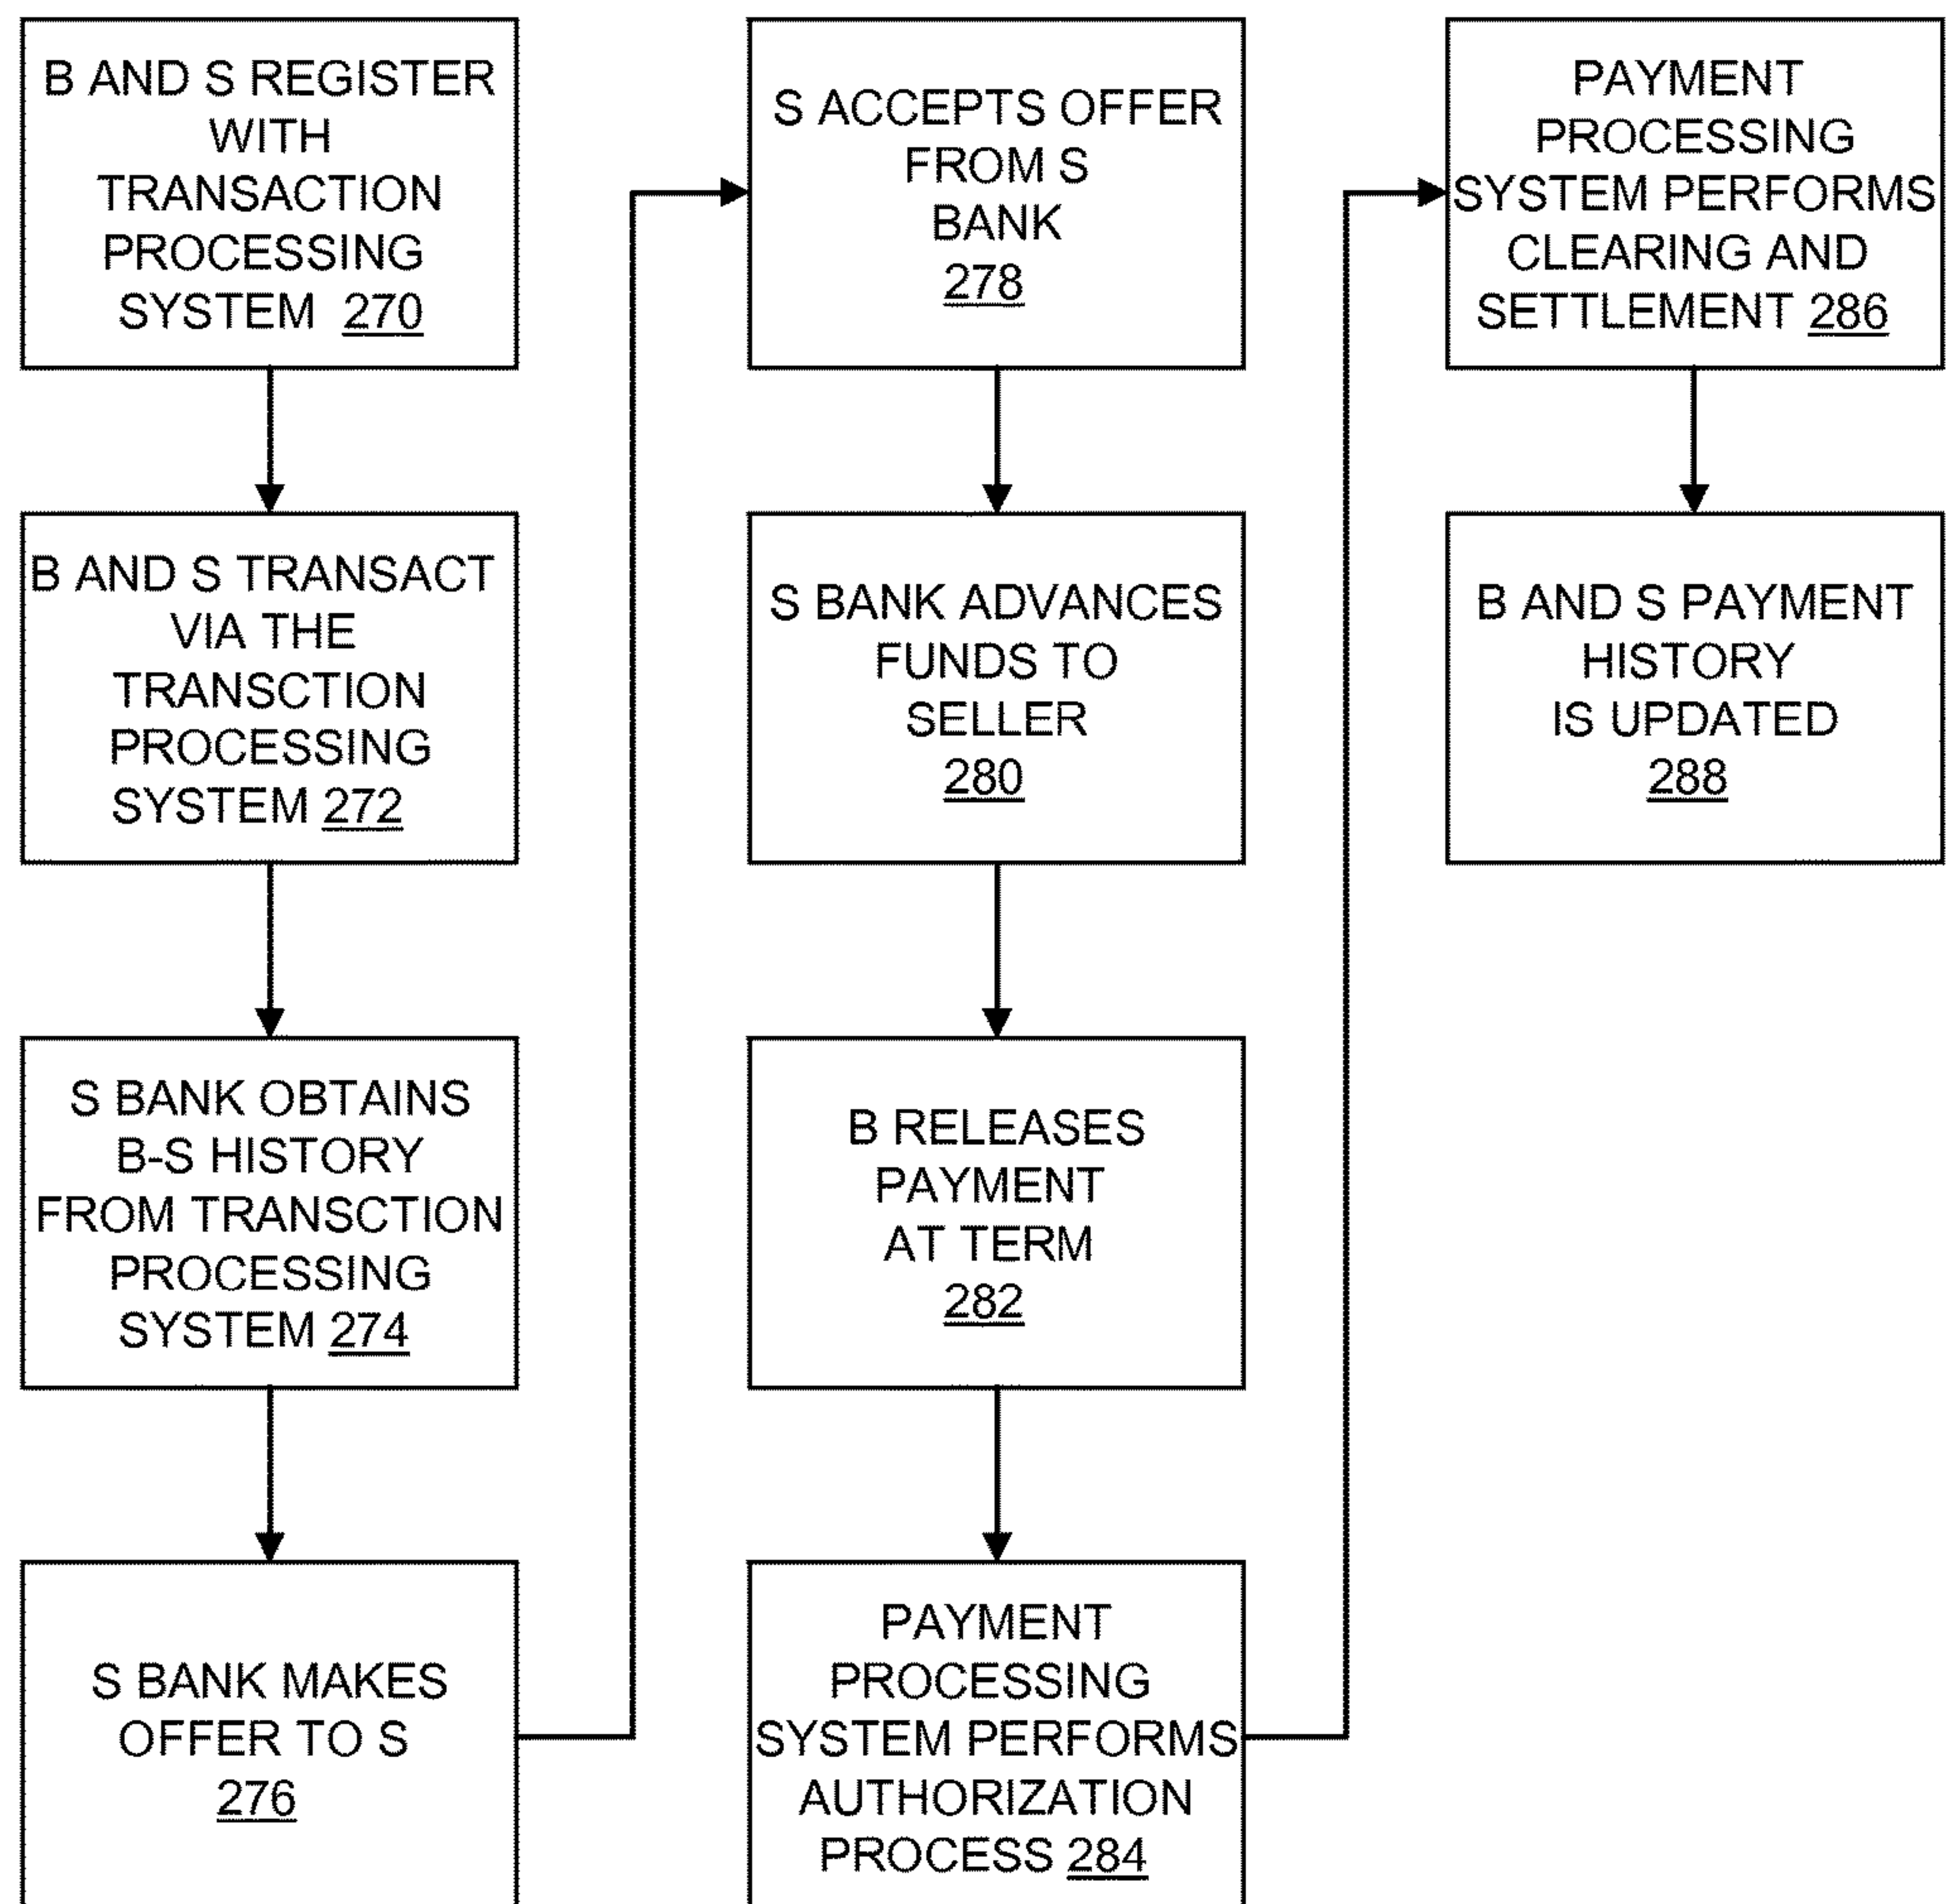 B AND S REGISTER
WITH
TRANSACTION
PROCESSING
SYSTEM 270
B AND S TRANSACT
VIA THE
TRANSCTION
PROCESSING
SYSTEM 272
S BANK OBTAINS
B-S HISTORY
FROM TRANSCTION
PROCESSING
SYSTEM 274
S BANK MAKES
OFFER TO S
276
S ACCEPTS OFFER
FROM S
BANK
278
S BANK ADVANCES
FUNDS TO
SELLER
280
B RELEASES
PAYMENT
AT TERM
282
PAYMENT
PROCESSING
SYSTEM PERFORMS
AUTHORIZATION
PROCESS 284
PAYMENT
PROCESSING
SYSTEM PERFORMS
CLEARING AND
SETTLEMENT 286
B AND S PAYMENT
HISTORY
IS UPDATED
288